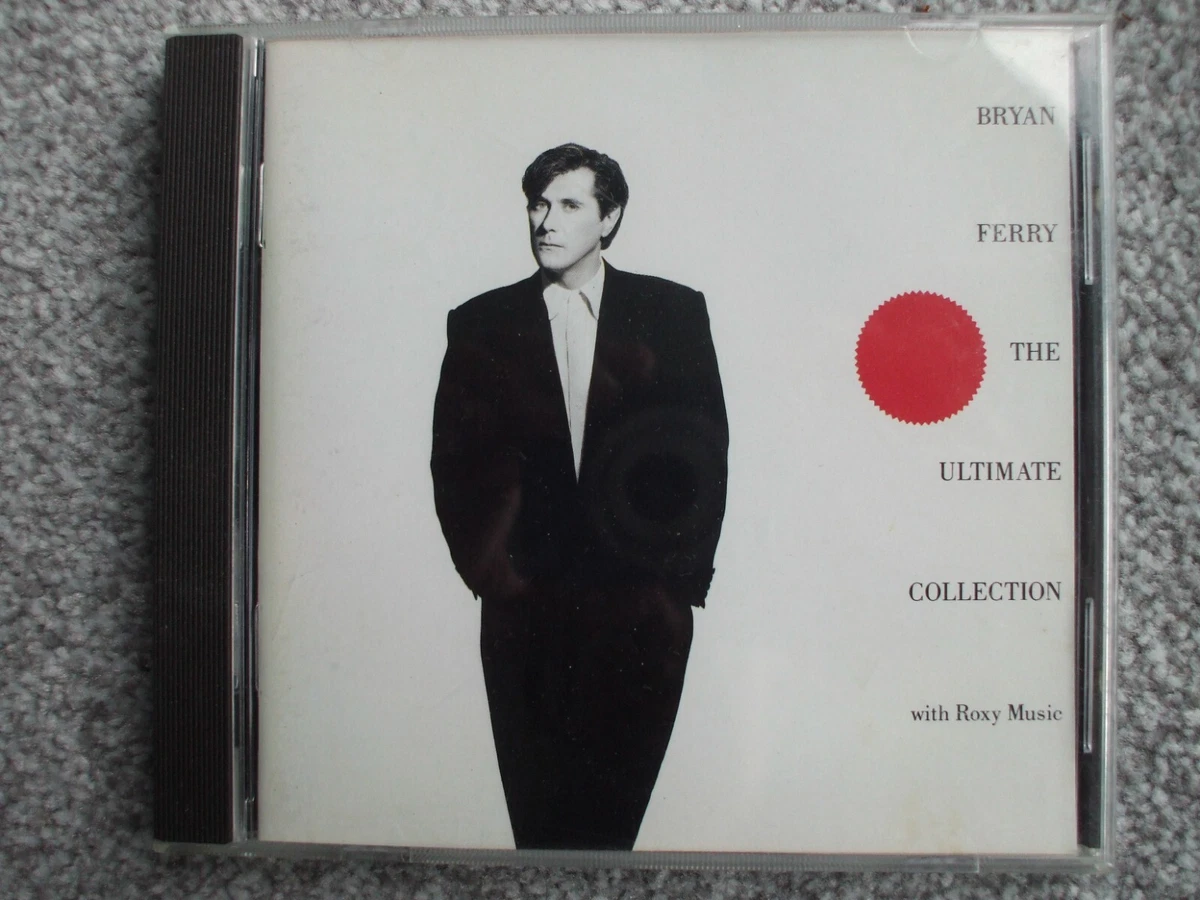 BRYAN
FERRY
THE
ULTIMATE
COLLECTION
with Roxy Music